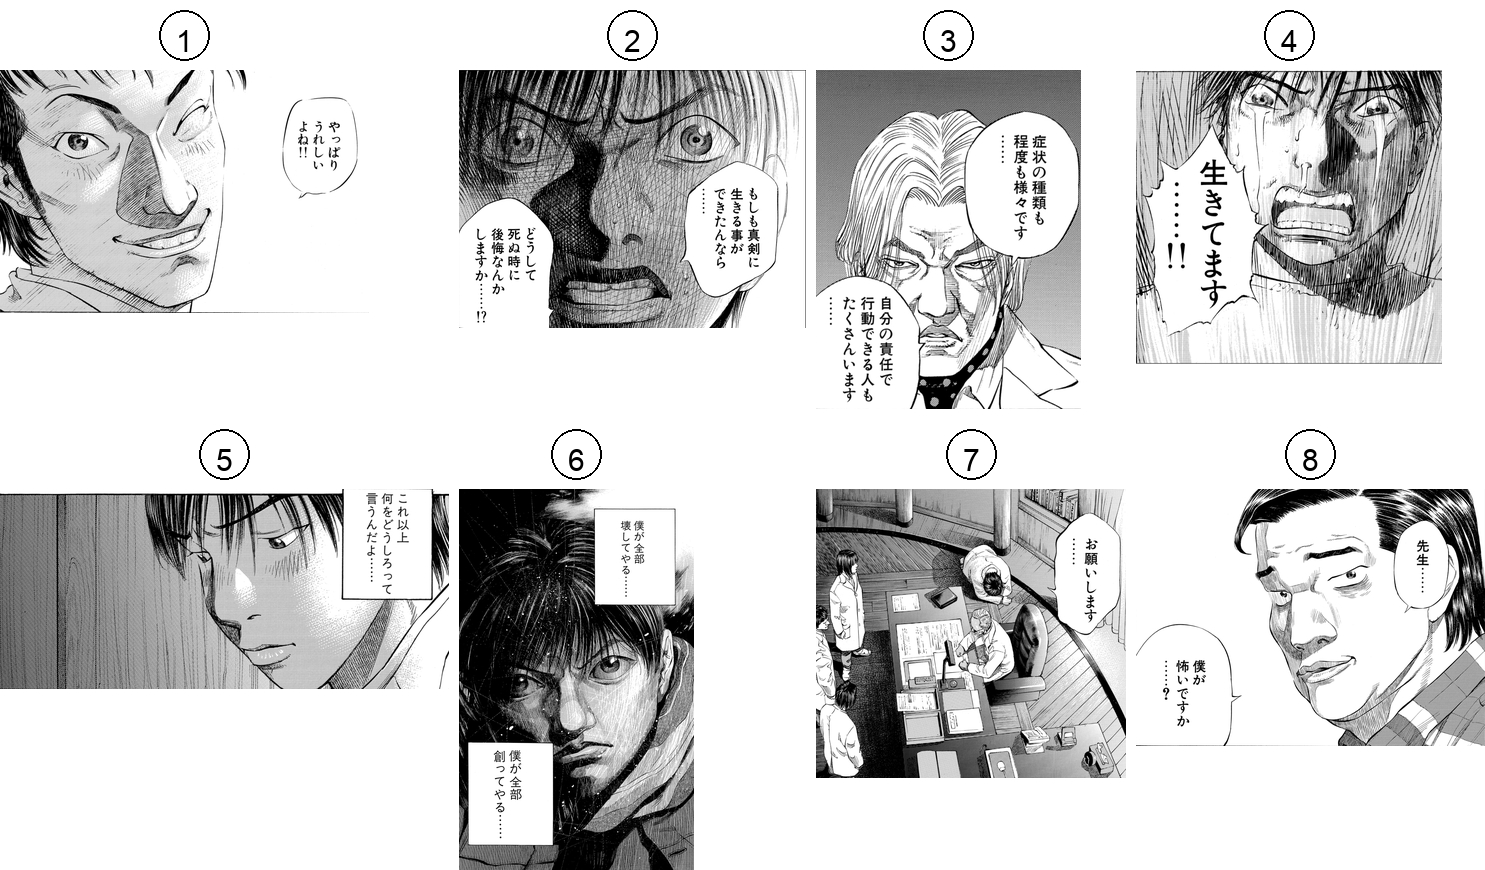 1
やっぱり
うれしい
よね!!
2
もしも真剣に
生きる事が
できたんなら
……
どうして
死ぬ時に
後悔なんか
しますか……!?
3
症状の種類も
程度も様々です
……
自分の責任で
行動できる人も
たくさんいます
……
4
生きてます
……!!
5
これ以上
何をどうしろって
言うんだよ……
6
僕が全部
壊してやる……
僕が全部
創ってやる……
7
お願いします
……
8
先生……
僕が
怖いですか
……?